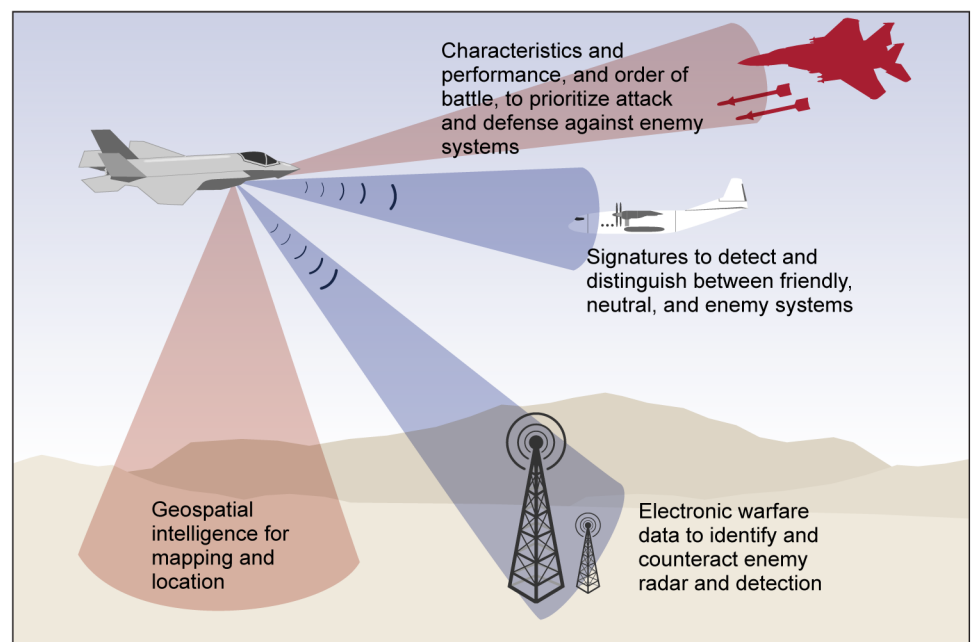 Characteristics and
performance, and order of
battle, to prioritize attack
and defense against enemy
systems
Signatures to detect and
distinguish between friendly,
neutral, and enemy systems
Geospatial
intelligence for
mapping and
location
Electronic warfare
data to identify and
counteract enemy
radar and detection